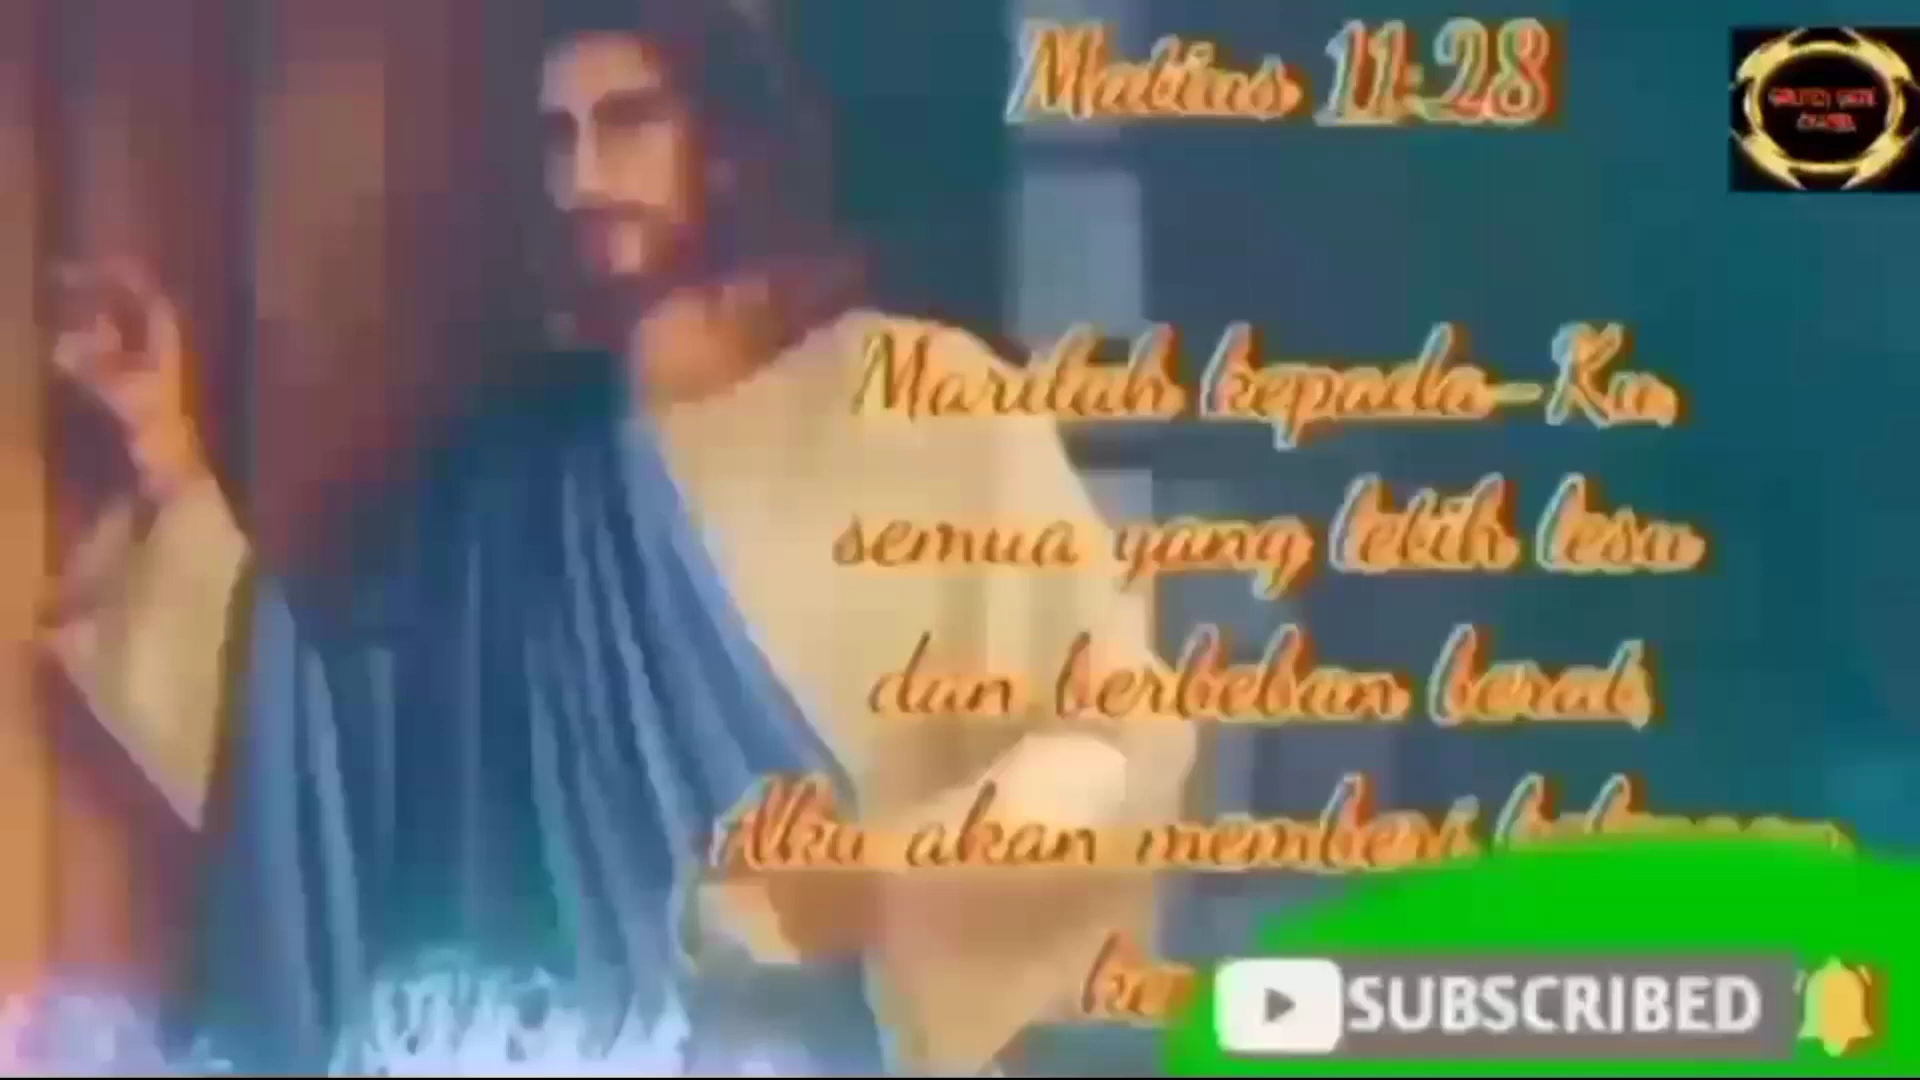 Matius 11:28
Marilah kepada-Ku,
semua yang letih lesu
dan berbeban berat,
Aku akan memberi
SUBSCRIBED